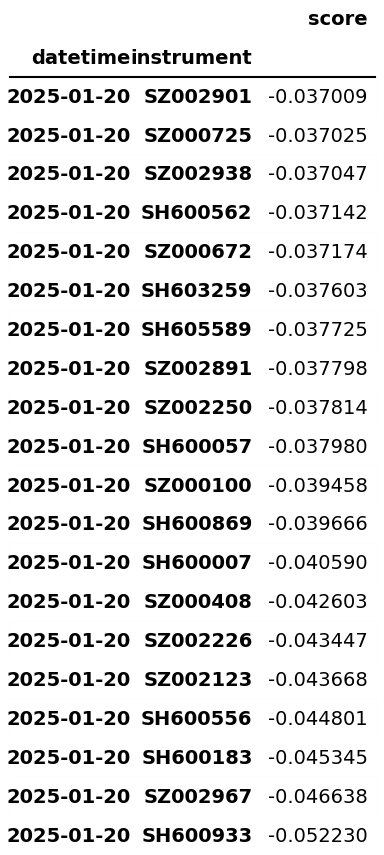 score
datetime instrument
2025-01-20 SZ002901 -0.037009
2025-01-20 SZ000725 -0.037025
2025-01-20 SZ002938 -0.037047
2025-01-20 SH600562 -0.037142
2025-01-20 SZ000672 -0.037174
2025-01-20 SH603259 -0.037603
2025-01-20 SH605589 -0.037725
2025-01-20 SZ002891 -0.037798
2025-01-20 SZ002250 -0.037814
2025-01-20 SH600057 -0.037980
2025-01-20 SZ000100 -0.039458
2025-01-20 SH600869 -0.039666
2025-01-20 SH600007 -0.040590
2025-01-20 SZ000408 -0.042603
2025-01-20 SZ002226 -0.043447
2025-01-20 SZ002123 -0.043668
2025-01-20 SH600556 -0.044801
2025-01-20 SH600183 -0.045345
2025-01-20 SZ002967 -0.046638
2025-01-20 SH600933 -0.052230